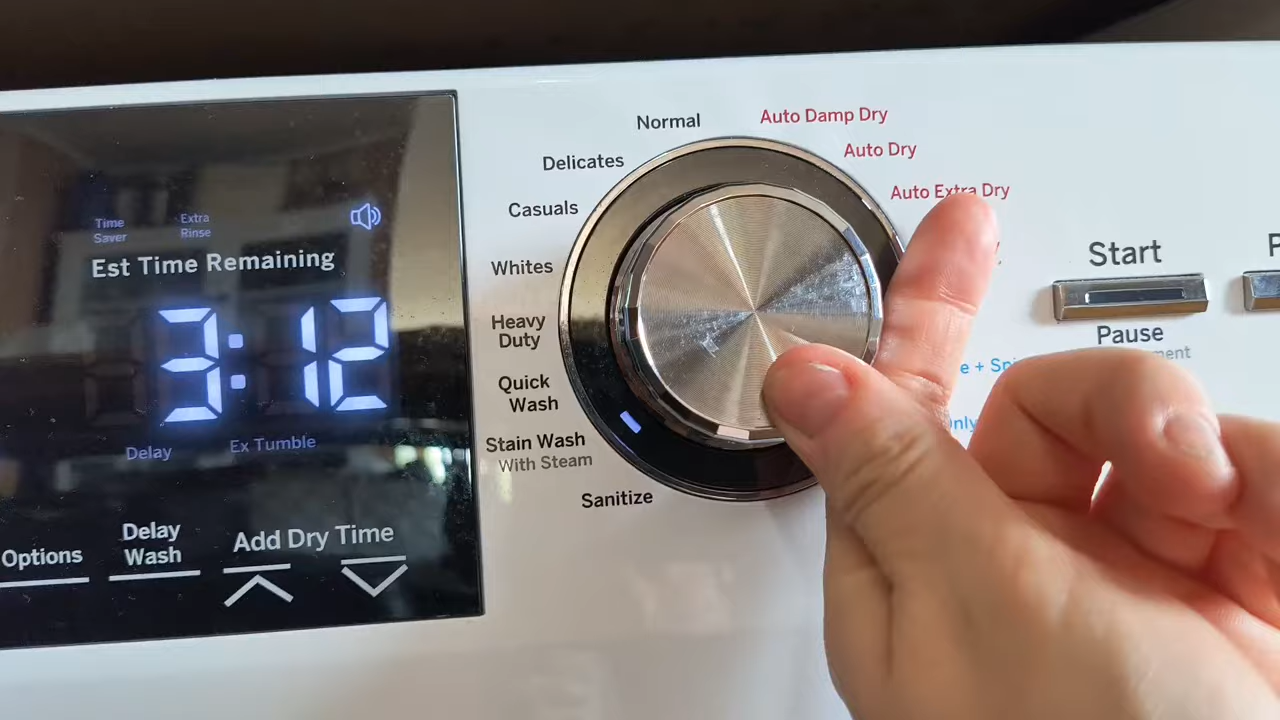 Time
Saver
Extra
Rinse
Est Time Remaining
3:12
Delay
Ex Tumble
Options
Delay
Wash
Add Dry Time
Normal
Delicates
Casuals
Whites
Heavy
Duty
Quick
Wash
Stain Wash
With Steam
Sanitize
Auto Damp Dry
Auto Dry
Auto Extra Dry
Start
Pause